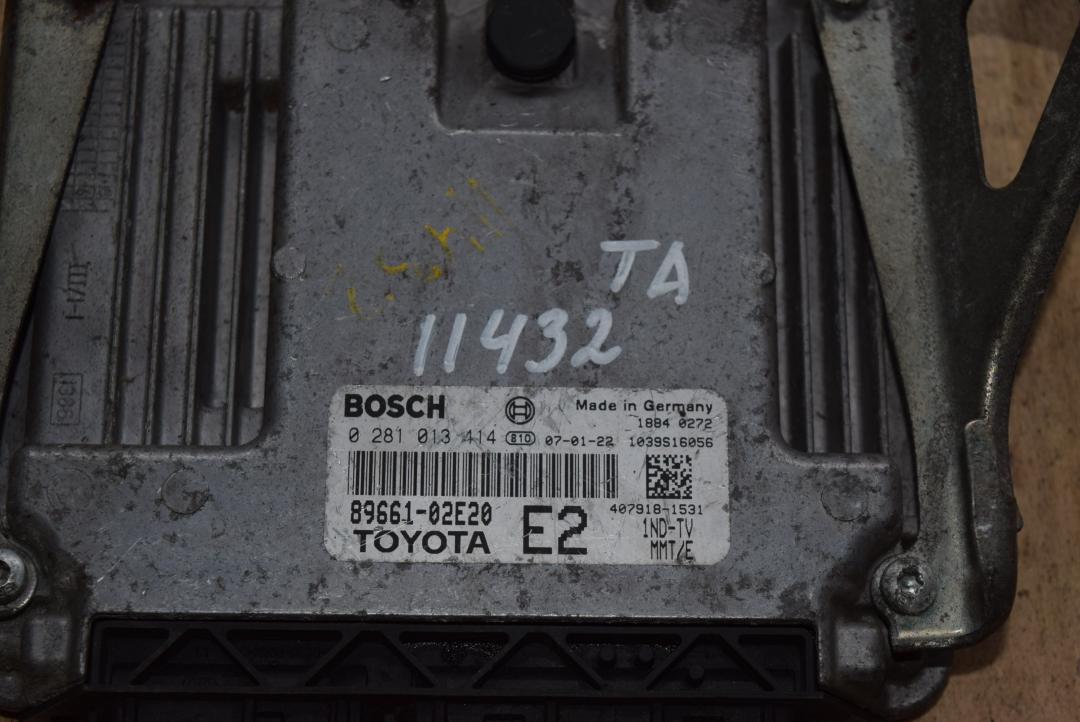 TA
11432
BOSCH
Made in Germany
1884 0272
0 281 013 414 810 07-01-22 1039S16056
89661-02E20
E2
407918-1531
TOYOTA
1ND-TV
MMT/E